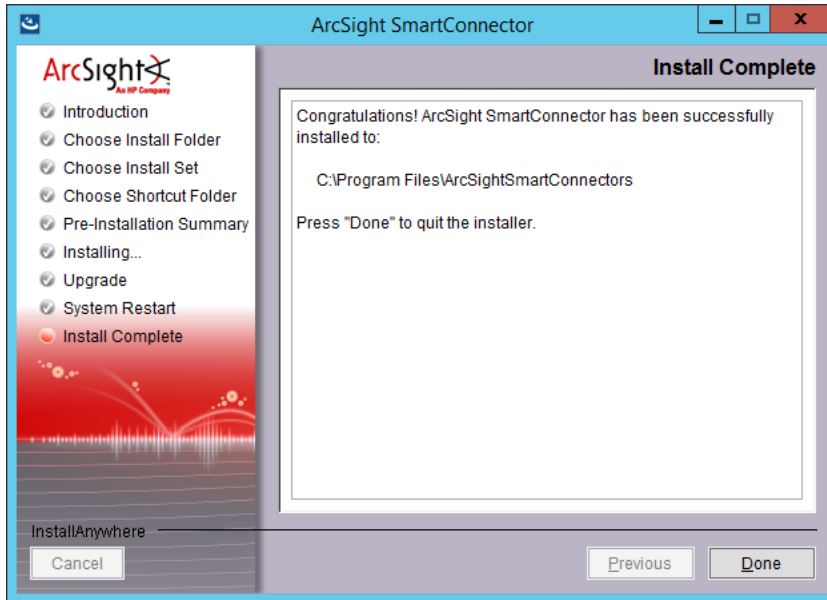 ArcSight SmartConnector
ArcSight
An HP Company
Introduction
Choose Install Folder
Choose Install Set
Choose Shortcut Folder
Pre-Installation Summary
Installing...
Upgrade
System Restart
Install Complete
Install Complete
Congratulations! ArcSight SmartConnector has been successfully
installed to:
C:\Program Files\ArcSightSmartConnectors
Press "Done" to quit the installer.
InstallAnywhere
Cancel
Previous
Done